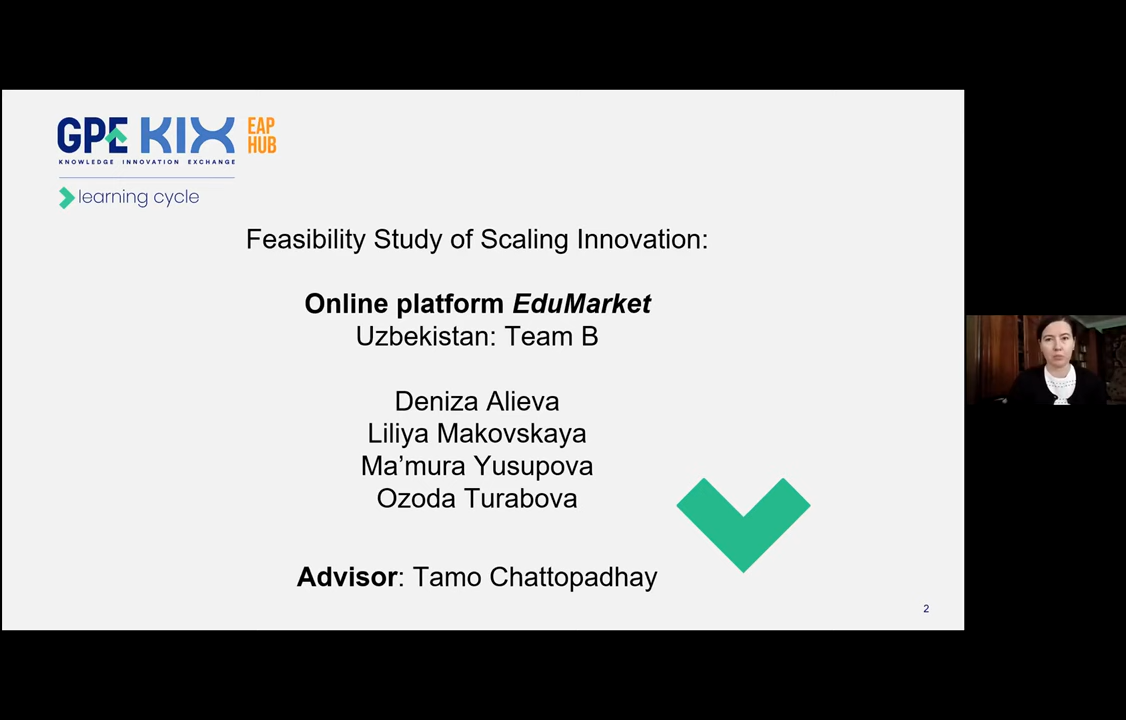 GPE KIX EAP
HUB
KNOWLEDGE INNOVATION EXCHANGE
learning cycle
Feasibility Study of Scaling Innovation:
Online platform EduMarket
Uzbekistan: Team B
Deniza Alieva
Liliya Makovskaya
Ma’mura Yusupova
Ozoda Turabova
Advisor: Tamo Chattopadhay
2